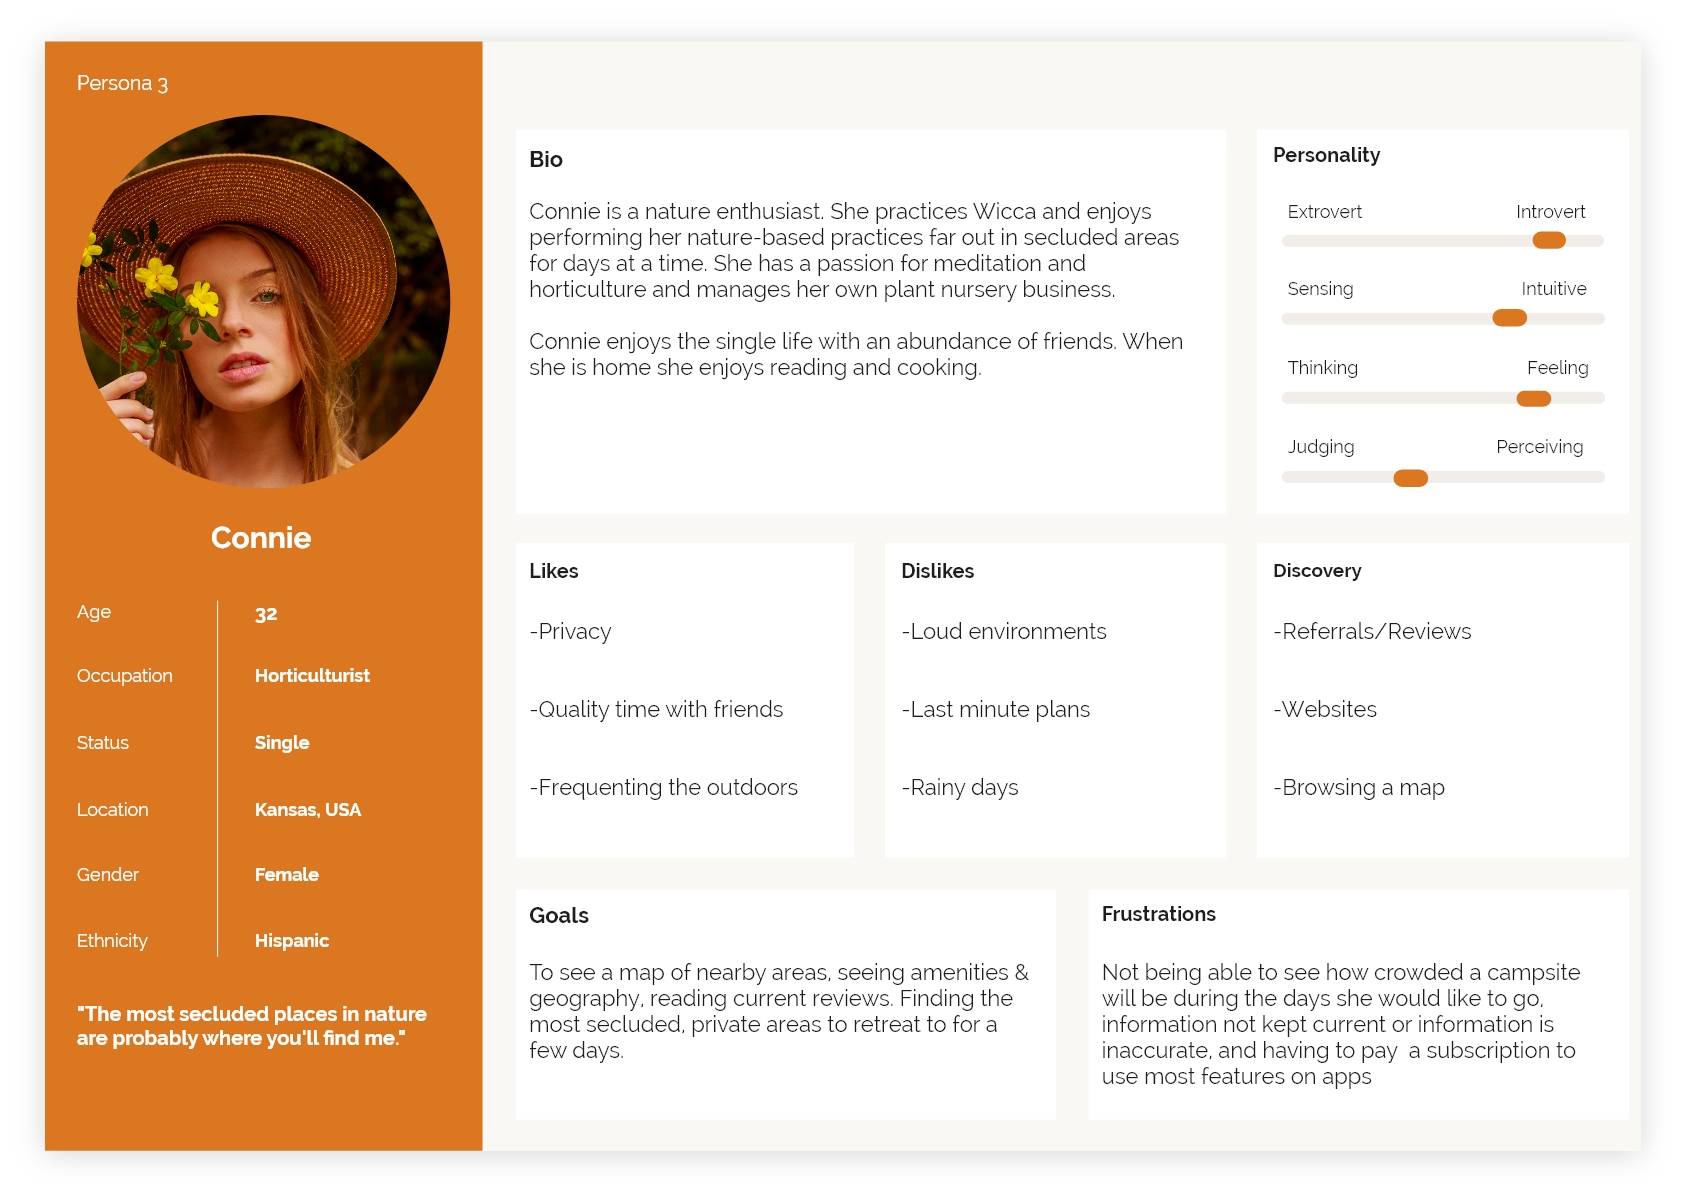 Persona 3
Connie
Age
32
Occupation
Horticulturist
Status
Single
Location
Kansas, USA
Gender
Female
Ethnicity
Hispanic
"The most secluded places in nature
are probably where you'll find me."
Bio
Connie is a nature enthusiast. She practices Wicca and enjoys
performing her nature-based practices far out in secluded areas
for days at a time. She has a passion for meditation and
horticulture and manages her own plant nursery business.
Connie enjoys the single life with an abundance of friends. When
she is home she enjoys reading and cooking.
Personality
Extrovert
Introvert
Sensing
Intuitive
Thinking
Feeling
Judging
Perceiving
Likes
-Privacy
-Quality time with friends
-Frequenting the outdoors
Dislikes
-Loud environments
-Last minute plans
-Rainy days
Discovery
-Referrals/Reviews
-Websites
-Browsing a map
Goals
To see a map of nearby areas, seeing amenities &
geography, reading current reviews. Finding the
most secluded, private areas to retreat to for a
few days.
Frustrations
Not being able to see how crowded a campsite
will be during the days she would like to go,
information not kept current or information is
inaccurate, and having to pay  a subscription to
use most features on apps